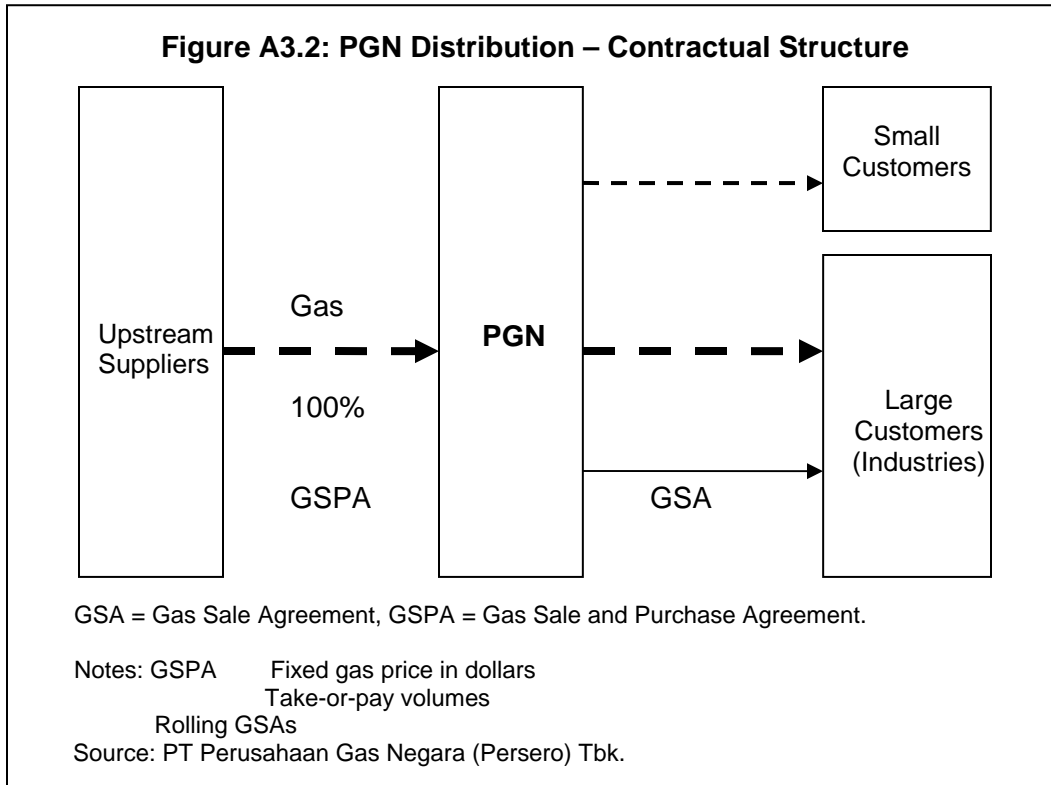 Figure A3.2: PGN Distribution – Contractual Structure
Small
Customers
Gas
Upstream
Suppliers
PGN
100%
Large
Customers
(Industries)
GSPA
GSA
GSA = Gas Sale Agreement, GSPA = Gas Sale and Purchase Agreement.
Notes: GSPA Fixed gas price in dollars
Take-or-pay volumes
Rolling GSAs
Source: PT Perusahaan Gas Negara (Persero) Tbk.